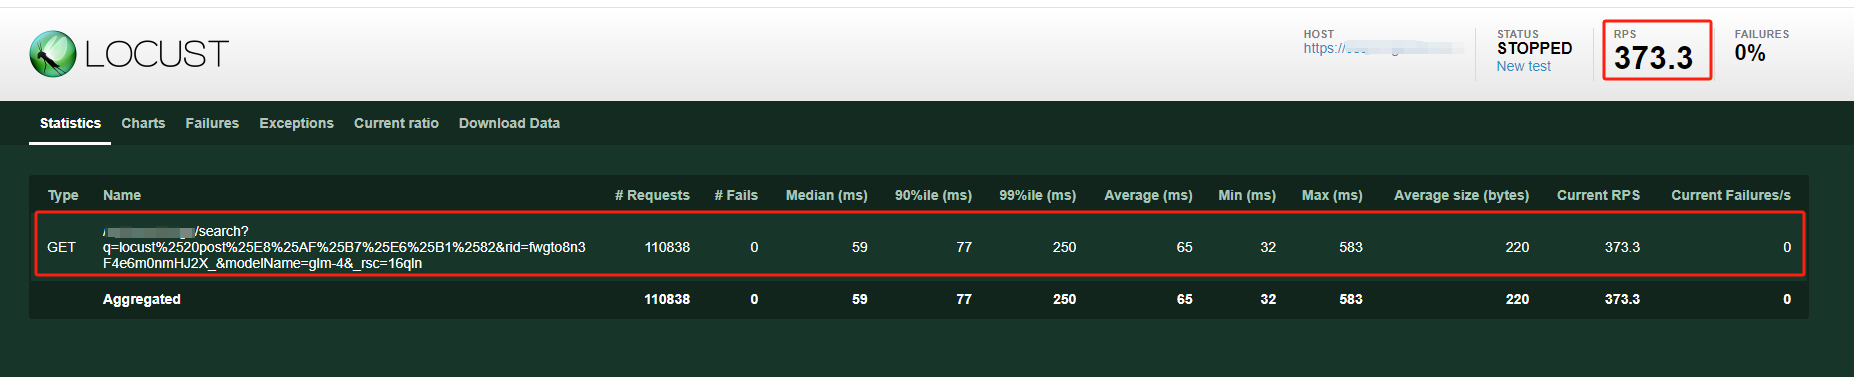 LOCUST
HOST
https://
STATUS
STOPPED
New test
RPS
373.3
FAILURES
0%
Statistics Charts Failures Exceptions Current ratio Download Data
Type Name # Requests # Fails Median (ms) 90%ile (ms) 99%ile (ms) Average (ms) Min (ms) Max (ms) Average size (bytes) Current RPS Current Failures/s
/search?
GET q=locust%2520post%25E8%25AF%25B7%25E6%25B1%2582&rid=fwgto8n3 110838 0 59 77 250 65 32 583 220 373.3 0
F4e6m0nmHJ2X_&modelName=glm-4&_rsc=16qln
Aggregated 110838 0 59 77 250 65 32 583 220 373.3 0